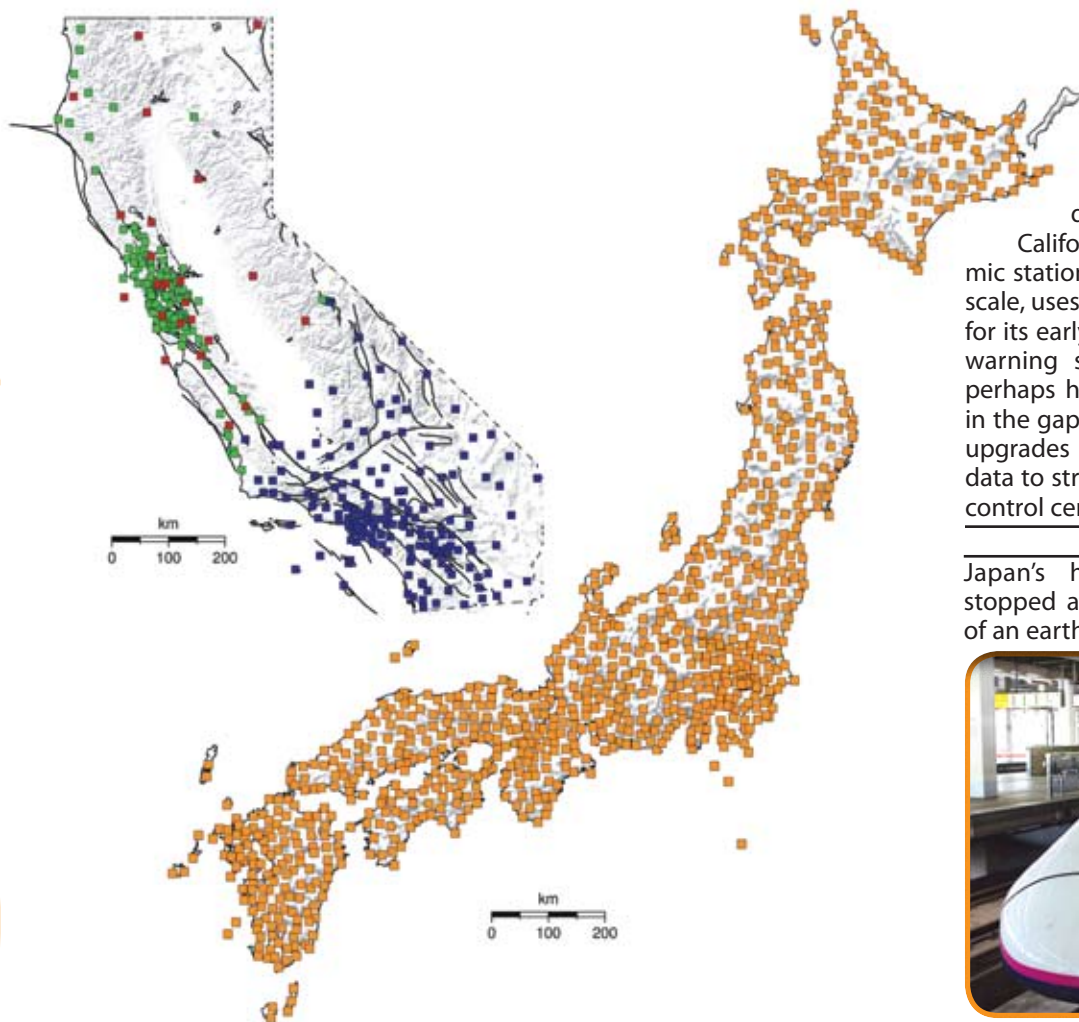 km
0 100 200
km
0 100 200
Califo
mic station
scale, uses
for its early
warning s
perhaps h
in the gap
upgrades
data to str
control cer
Japan's h
stopped a
of an earth